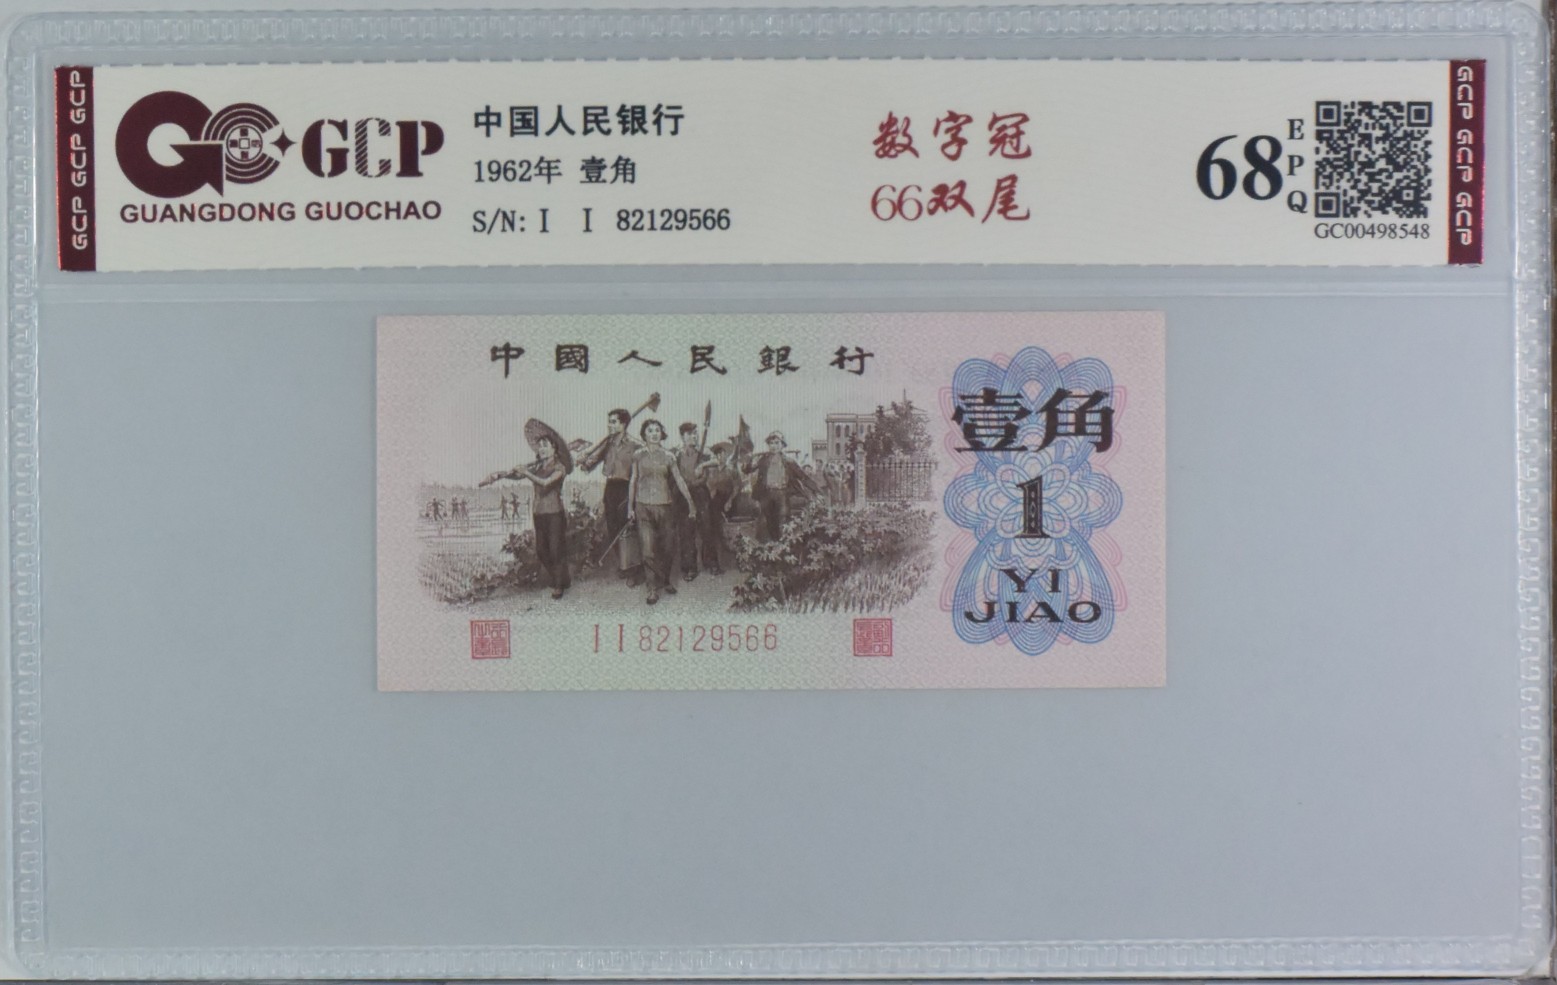 GCP GCP GCP
GCP
GUANGDONG GUOCHAO
中国人民银行
1962年 壹角
S/N: I I 82129566
数字冠
66双尾
68
EPQ
GC00498548
GCP GCP GCP
中國人民銀行
壹角
1
YI
JIAO
I I 82129566